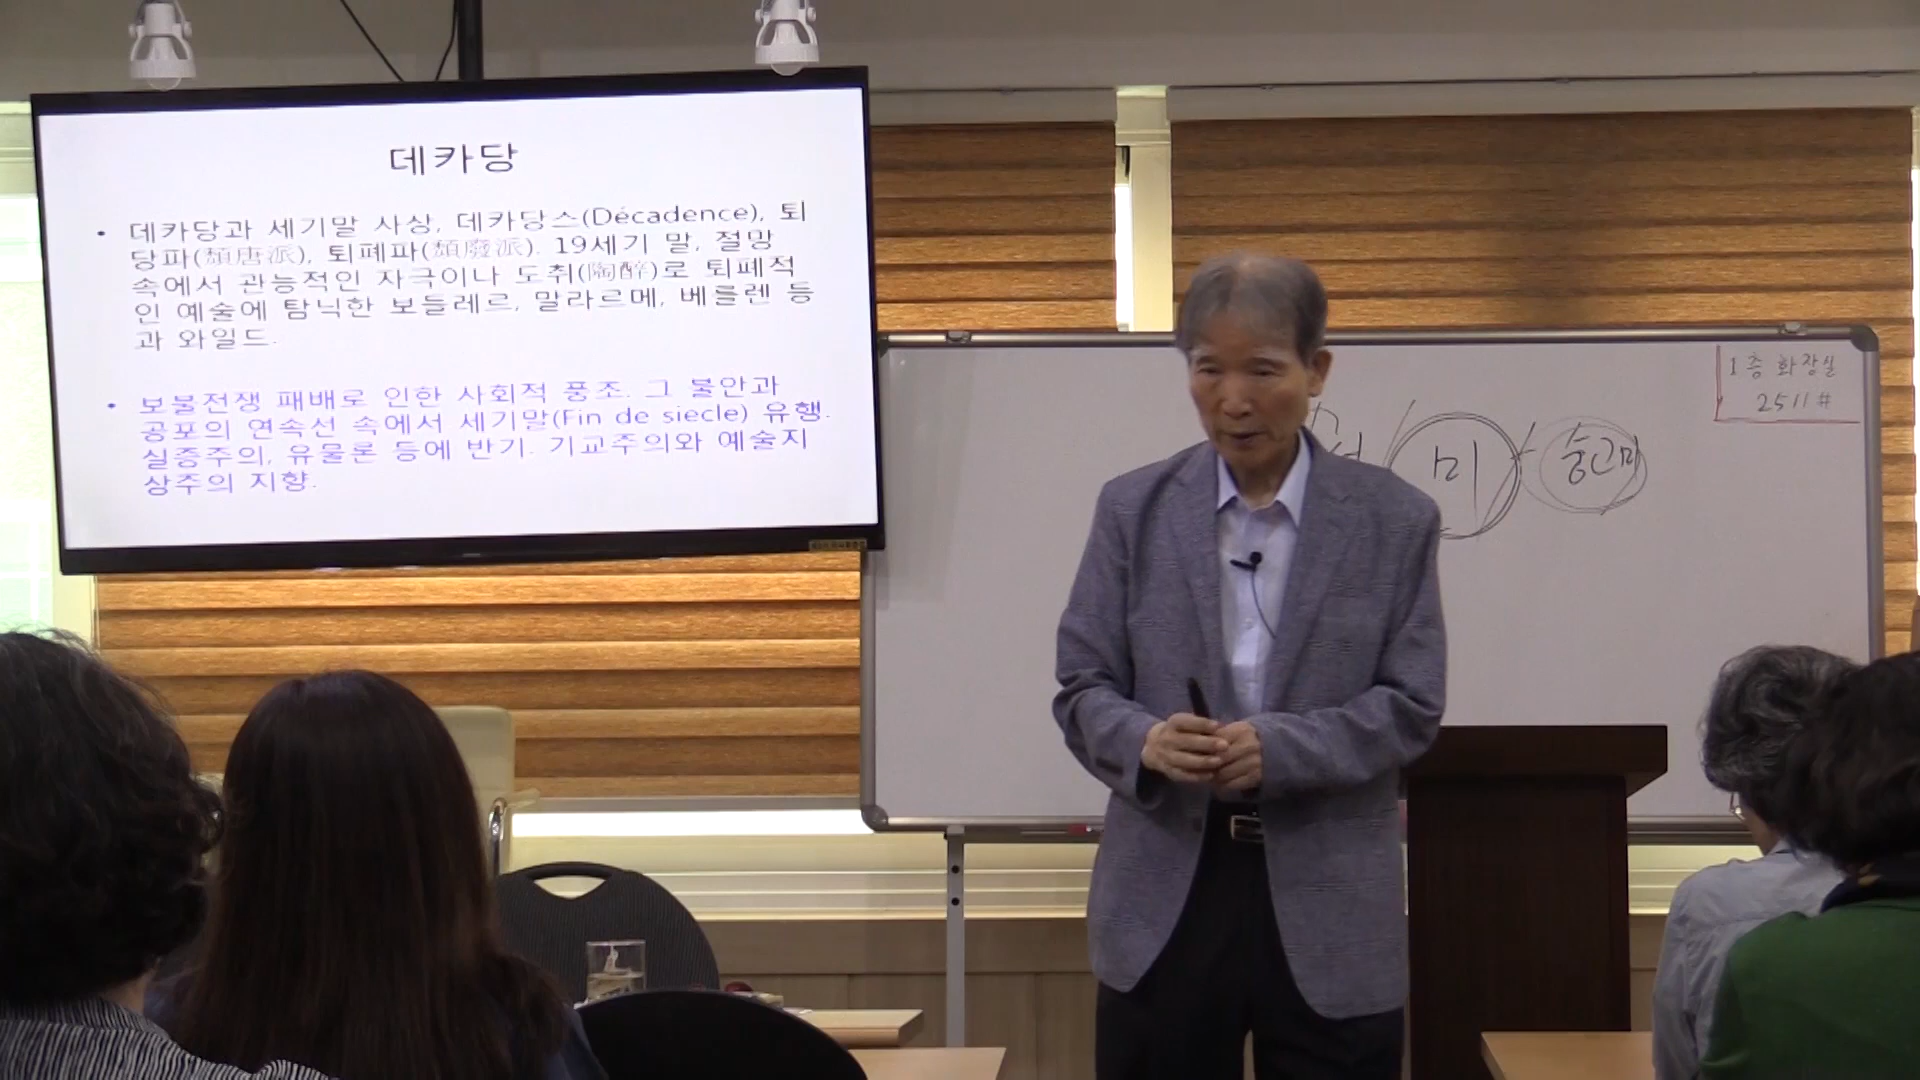 데카당
• 데카당과 세기말 사상, 데카당스(Décadence), 퇴
당파(頹唐派), 퇴폐파(頹廢派). 19세기 말, 절망
속에서 관능적인 자극이나 도취(陶醉)로 퇴폐적
인 예술에 탐닉한 보들레르, 말라르메, 베를렌 등
과 와일드.
• 보불전쟁 패배로 인한 사회적 풍조. 그 불안과
공포의 연속선 속에서 세기말(Fin de siecle) 유행.
실증주의, 유물론 등에 반기. 기교주의와 예술지
상주의 지향.
1층 화장실
2511#
미
숭고미